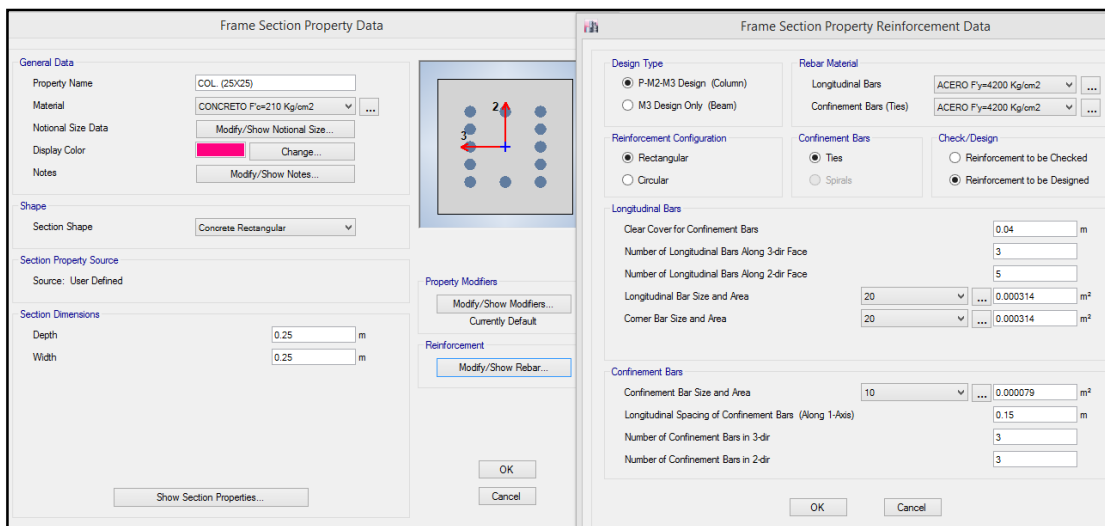 Frame Section Property Data
General Data
Property Name COL. (25X25)
Material CONCRETO F'c=210 Kg/cm2 ...
Notional Size Data Modify/Show Notional Size...
Display Color Change...
Notes Modify/Show Notes...
Shape
Section Shape Concrete Rectangular
Section Property Source
Source: User Defined
Section Dimensions
Depth 0.25 m
Width 0.25 m
Show Section Properties...
2
3
Property Modifiers
Modify/Show Modifiers...
Currently Default
Reinforcement
Modify/Show Rebar...
OK
Cancel
Frame Section Property Reinforcement Data
Design Type
P-M2-M3 Design (Column)
M3 Design Only (Beam)
Rebar Material
Longitudinal Bars ACERO F'y=4200 Kg/cm2 ...
Confinement Bars (Ties) ACERO F'y=4200 Kg/cm2 ...
Reinforcement Configuration
Rectangular
Circular
Confinement Bars
Ties
Spirals
Check/Design
Reinforcement to be Checked
Reinforcement to be Designed
Longitudinal Bars
Clear Cover for Confinement Bars 0.04 m
Number of Longitudinal Bars Along 3-dir Face 3
Number of Longitudinal Bars Along 2-dir Face 5
Longitudinal Bar Size and Area 20 ... 0.000314 m²
Corner Bar Size and Area 20 ... 0.000314 m²
Confinement Bars
Confinement Bar Size and Area 10 ... 0.000079 m²
Longitudinal Spacing of Confinement Bars (Along 1-Axis) 0.15 m
Number of Confinement Bars in 3-dir 3
Number of Confinement Bars in 2-dir 3
OK
Cancel